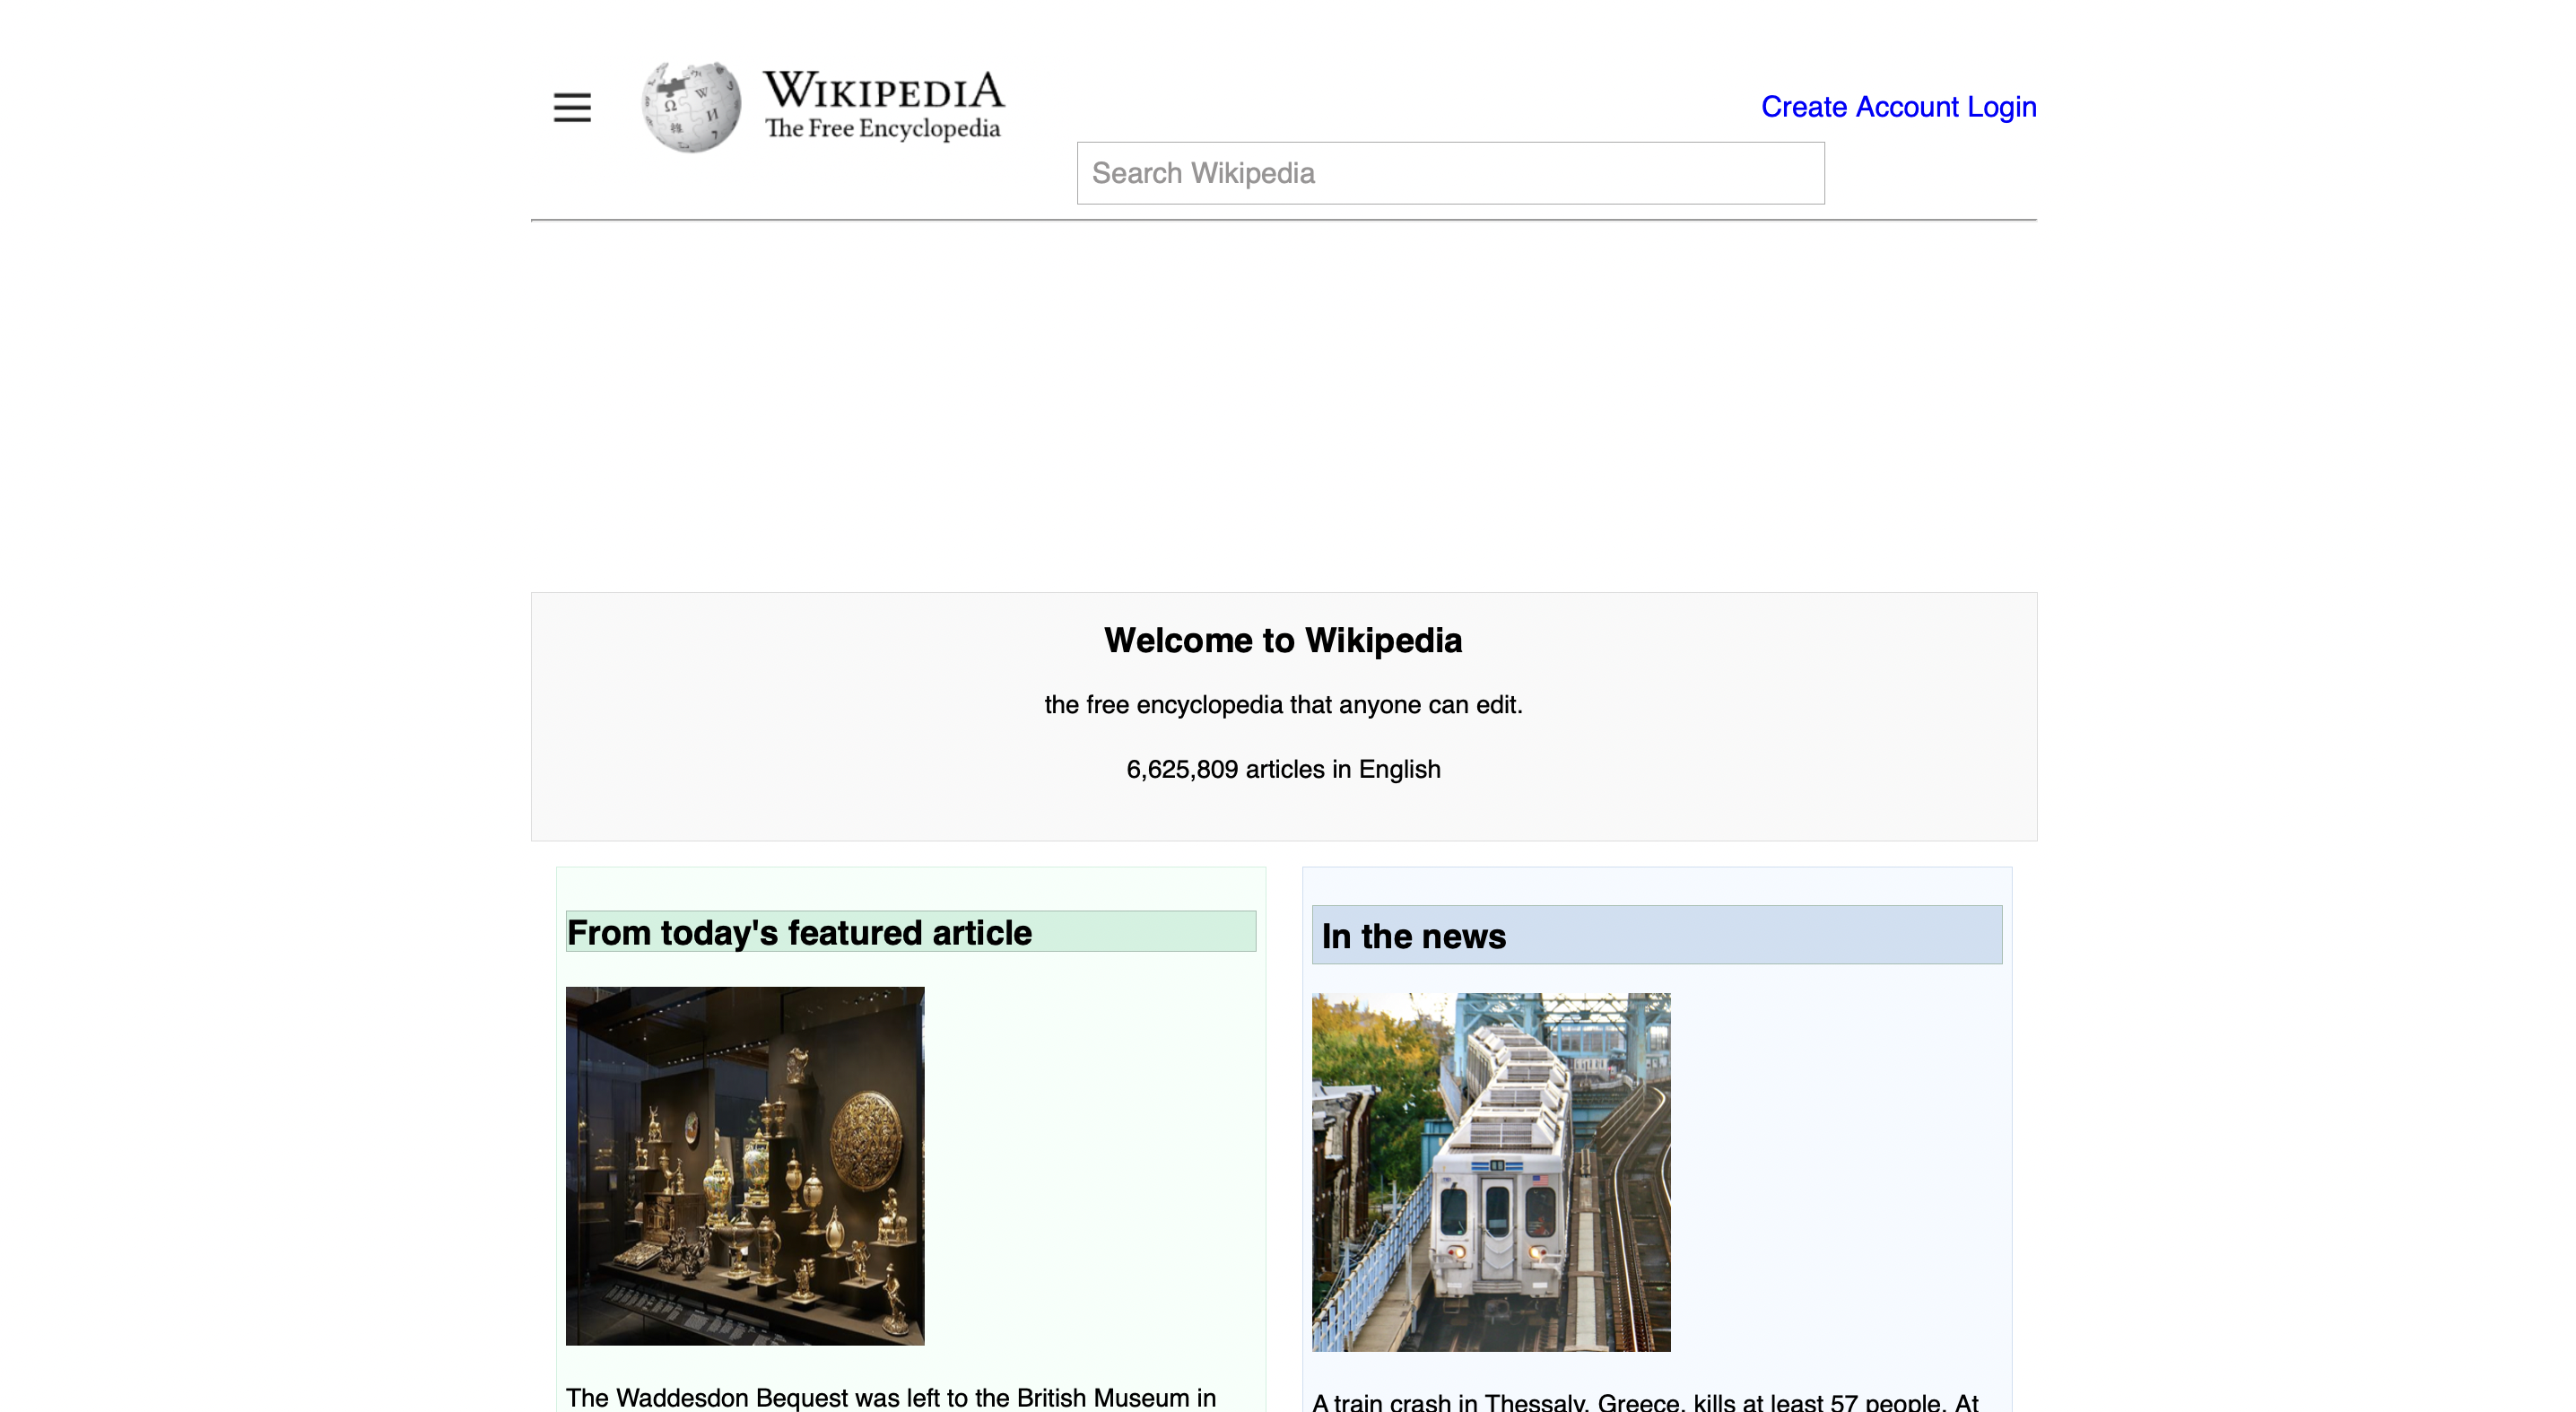 WIKIPEDIA
The Free Encyclopedia
Create Account Login
Search Wikipedia
Welcome to Wikipedia
the free encyclopedia that anyone can edit.
6,625,809 articles in English
From today's featured article
In the news
The Waddesdon Bequest was left to the British Museum in
A train crash in Thessaly, Greece, kills at least 57 people. At